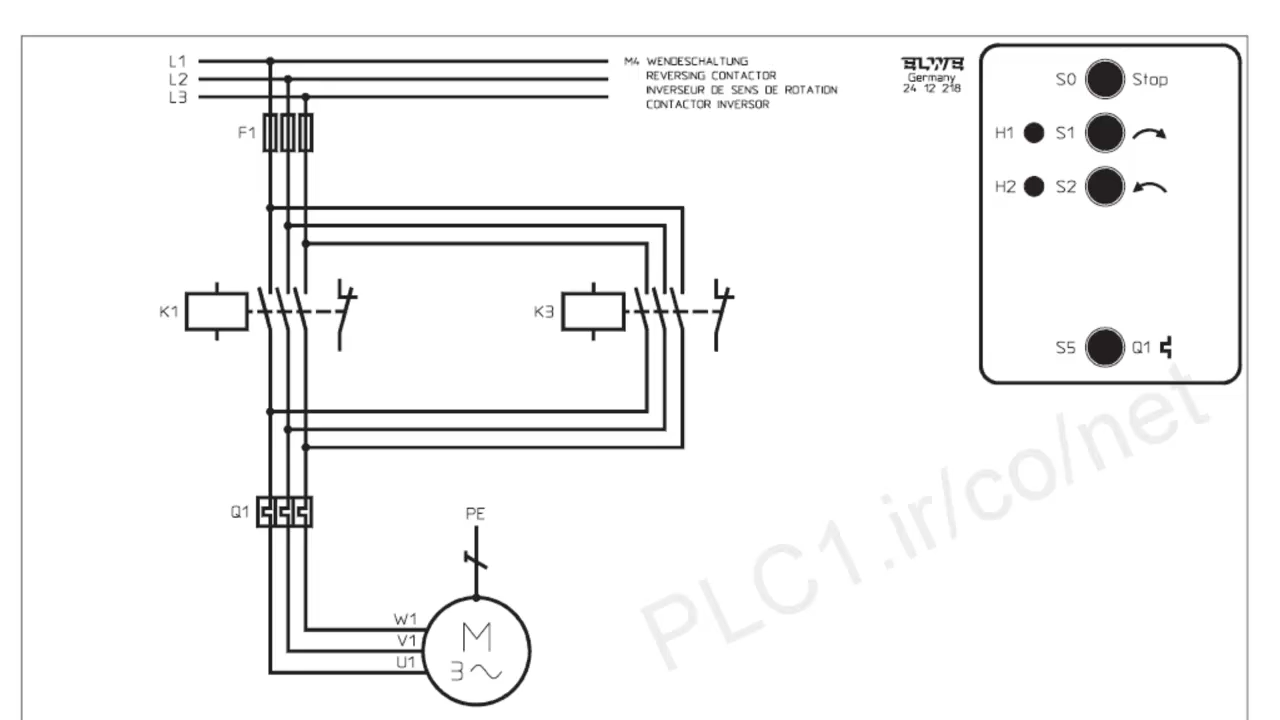 L1
L2
L3
M4 WENDESCHALTUNG
REVERSING CONTACTOR
INVERSEUR DE SENS DE ROTATION
CONTACTOR INVERSOR
ELWE
Germany
24 12 218
F1
K1
K3
Q1
PE
W1
V1
U1
M
3~
S0 Stop
H1 S1
H2 S2
S5 Q1
PLC1.ir/co/net